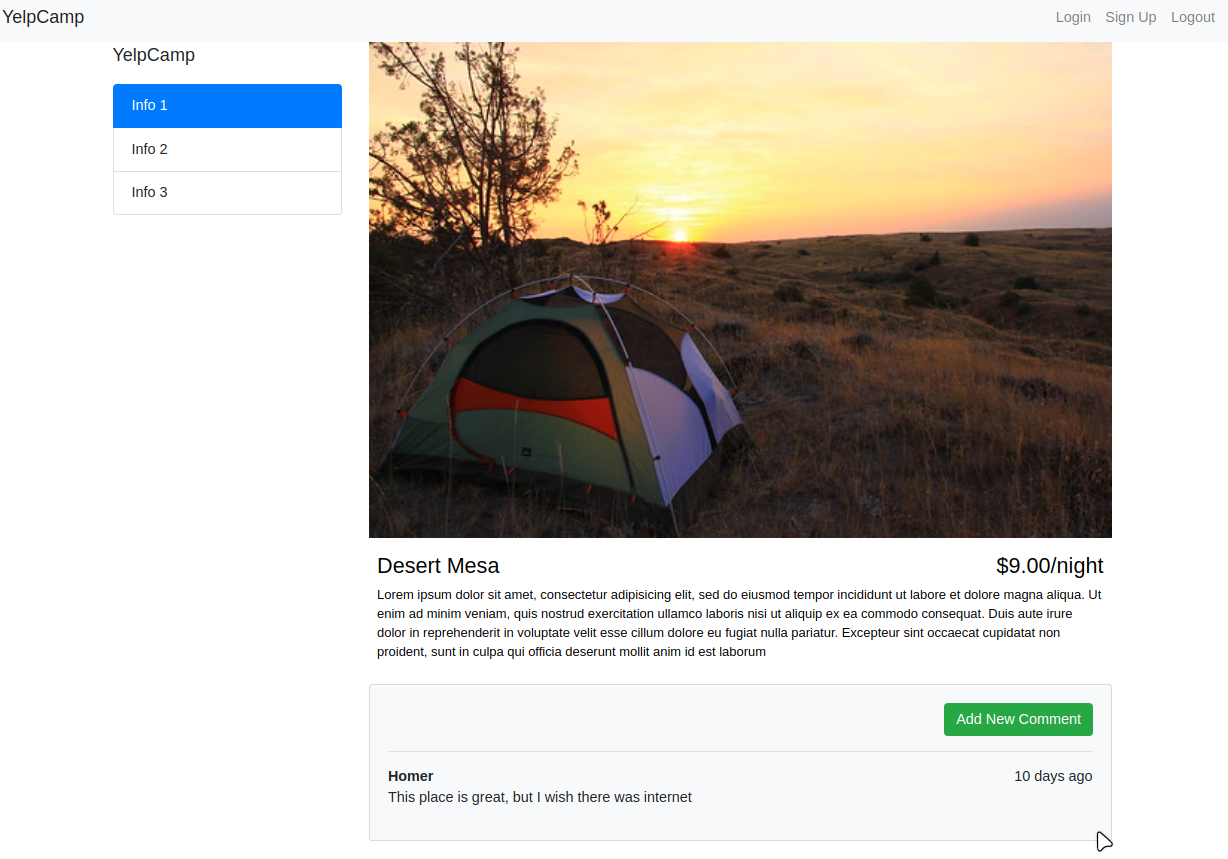 YelpCamp
Login Sign Up Logout
YelpCamp
Info 1
Info 2
Info 3
Desert Mesa
$9.00/night
Lorem ipsum dolor sit amet, consectetur adipisicing elit, sed do eiusmod tempor incididunt ut labore et dolore magna aliqua. Ut
enim ad minim veniam, quis nostrud exercitation ullamco laboris nisi ut aliquip ex ea commodo consequat. Duis aute irure
dolor in reprehenderit in voluptate velit esse cillum dolore eu fugiat nulla pariatur. Excepteur sint occaecat cupidatat non
proident, sunt in culpa qui officia deserunt mollit anim id est laborum
Add New Comment
Homer
10 days ago
This place is great, but I wish there was internet